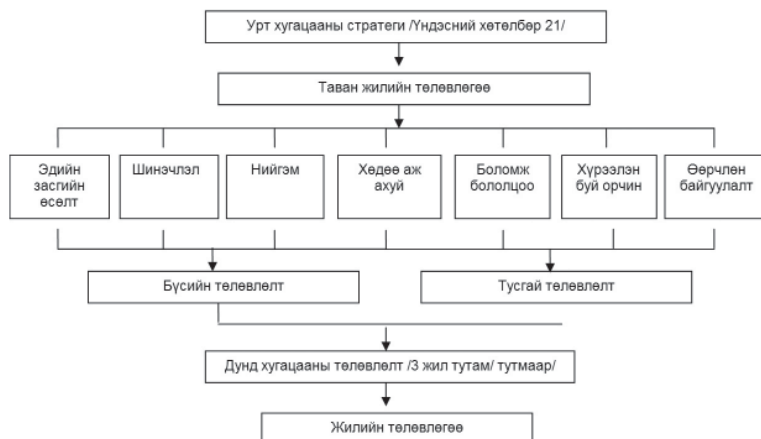 Урт хугацааны стратеги /Үндэсний хөтөлбөр 21/
Таван жилийн төлөвлөгөө
Эдийн
засгийн
өсөлт
Шинэчлэл
Нийгэм
Хөдөө аж
ахуй
Боломж
бололцоо
Хүрээлэн
буй орчин
Өөрчлөн
байгуулалт
Бүсийн төлөвлөлт
Тусгай төлөвлөлт
Дунд хугацааны төлөвлөлт /3 жил тутам/ тутмаар/
Жилийн төлөвлөгөө